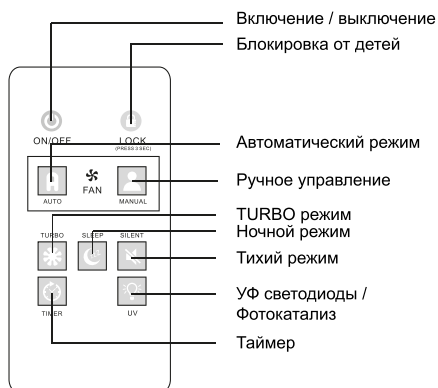 Включение / выключение
Блокировка от детей
ON/OFF
LOCK
(PRESS 3 SEC)
Автоматический режим
FAN
AUTO
MANUAL
Ручное управление
TURBO режим
TURBO
SLEEP
SILENT
Ночной режим
Тихий режим
УФ светодиоды /
Фотокатализ
TIMER
UV
Таймер